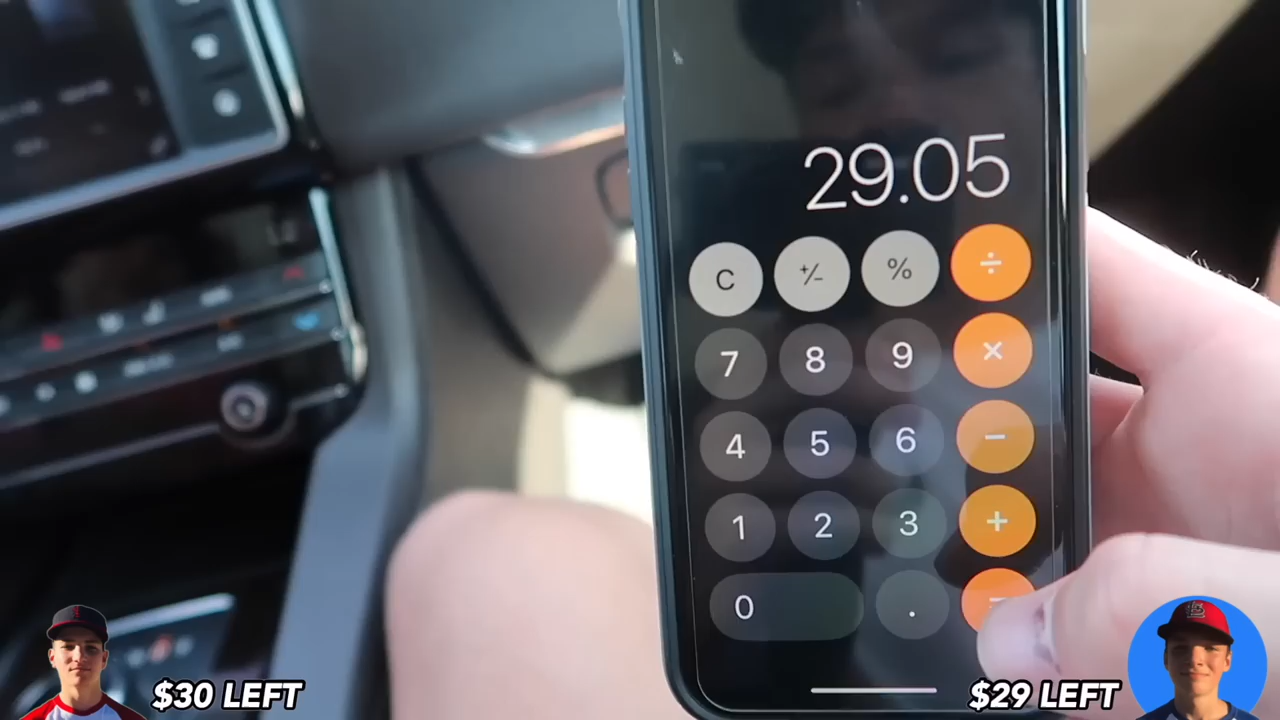 29.05
C +/- % ÷
7 8 9 ×
4 5 6 −
1 2 3 +
0 . =
$30 LEFT
$29 LEFT